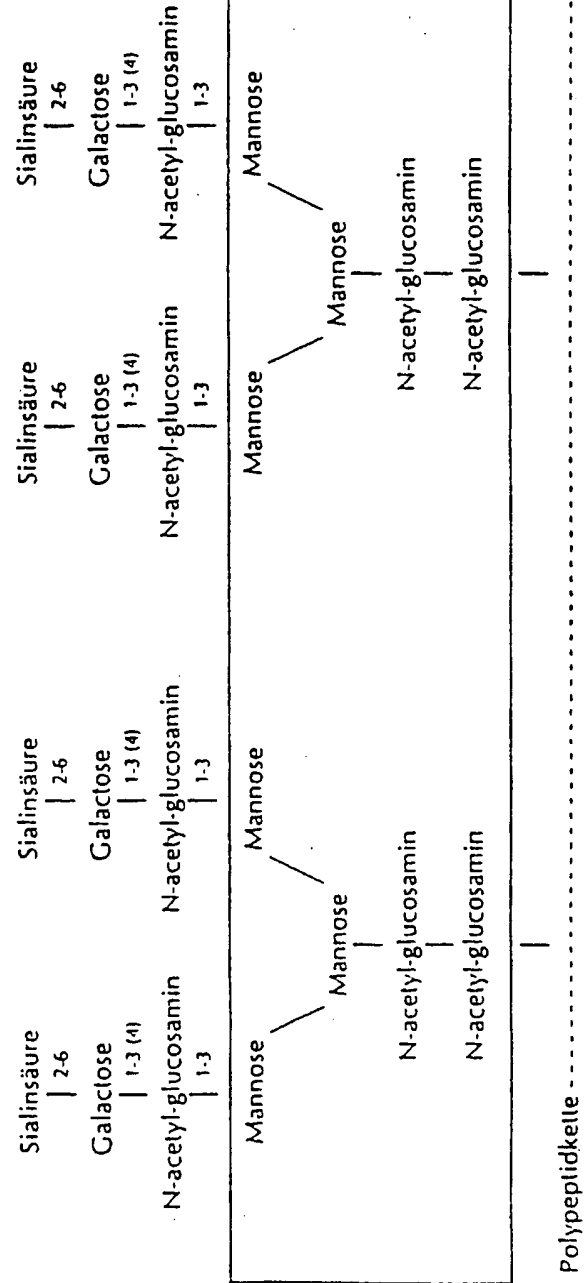 Sialinsäure Sialinsäure Sialinsäure Sialinsäure
2-6 2-6 2-6 2-6
Galactose Galactose Galactose Galactose
1-3 (4) 1-3 (4) 1-3 (4) 1-3 (4)
N-acetyl-glucosamin N-acetyl-glucosamin N-acetyl-glucosamin N-acetyl-glucosamin
1-3 1-3 1-3 1-3
Mannose Mannose Mannose Mannose
Mannose Mannose
N-acetyl-glucosamin N-acetyl-glucosamin
N-acetyl-glucosamin N-acetyl-glucosamin
Polypeptidkelle